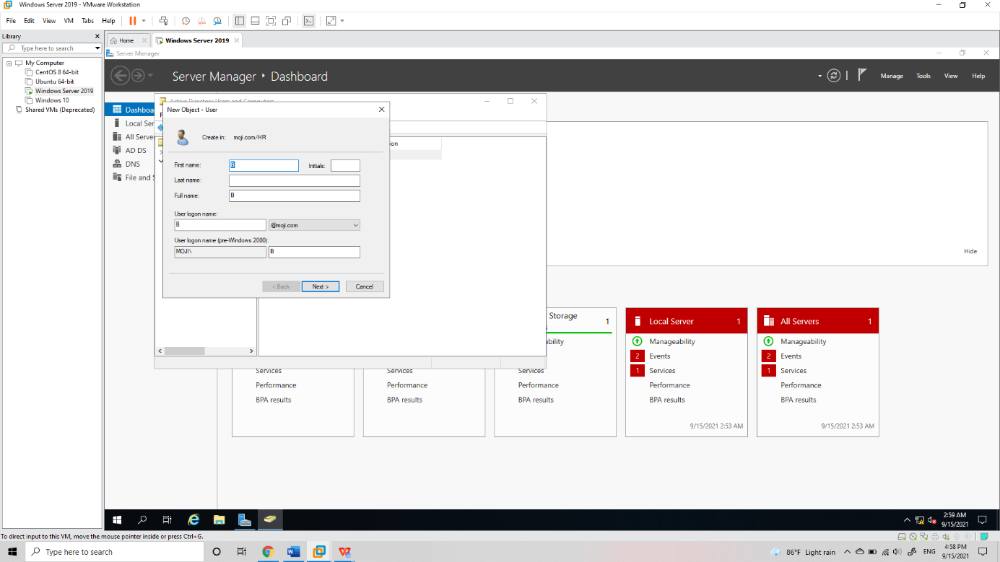 Windows Server 2019 - VMware Workstation
File Edit View VM Tabs Help
Library
Type here to search
My Computer
CentOS 8 64-bit
Ubuntu 64-bit
Windows Server 2019
Windows 10
Shared VMs (Deprecated)
Home
Windows Server 2019
Server Manager
Server Manager Dashboard
Manage Tools View Help
Active Directory Users and Computers
New Object - User
Create in: moji.com/HR
First name: B Initials:
Last name:
Full name: B
User logon name:
B @moji.com
User logon name (pre-Windows 2000):
MOJI\ B
< Back Next > Cancel
Dashboa
Local Ser
All Serve
AD DS
DNS
File and S
on
Hide
Storage 1
ability
Services
Performance
BPA results
Services
Performance
BPA results
Services
Performance
BPA results
Local Server 1
Manageability
2 Events
1 Services
Performance
BPA results
9/15/2021 2:53 AM
All Servers 1
Manageability
2 Events
1 Services
Performance
BPA results
9/15/2021 2:53 AM
2:59 AM
9/15/2021
To direct input to this VM, move the mouse pointer inside or press Ctrl+G.
Type here to search
86°F Light rain
ENG
4:58 PM
9/15/2021